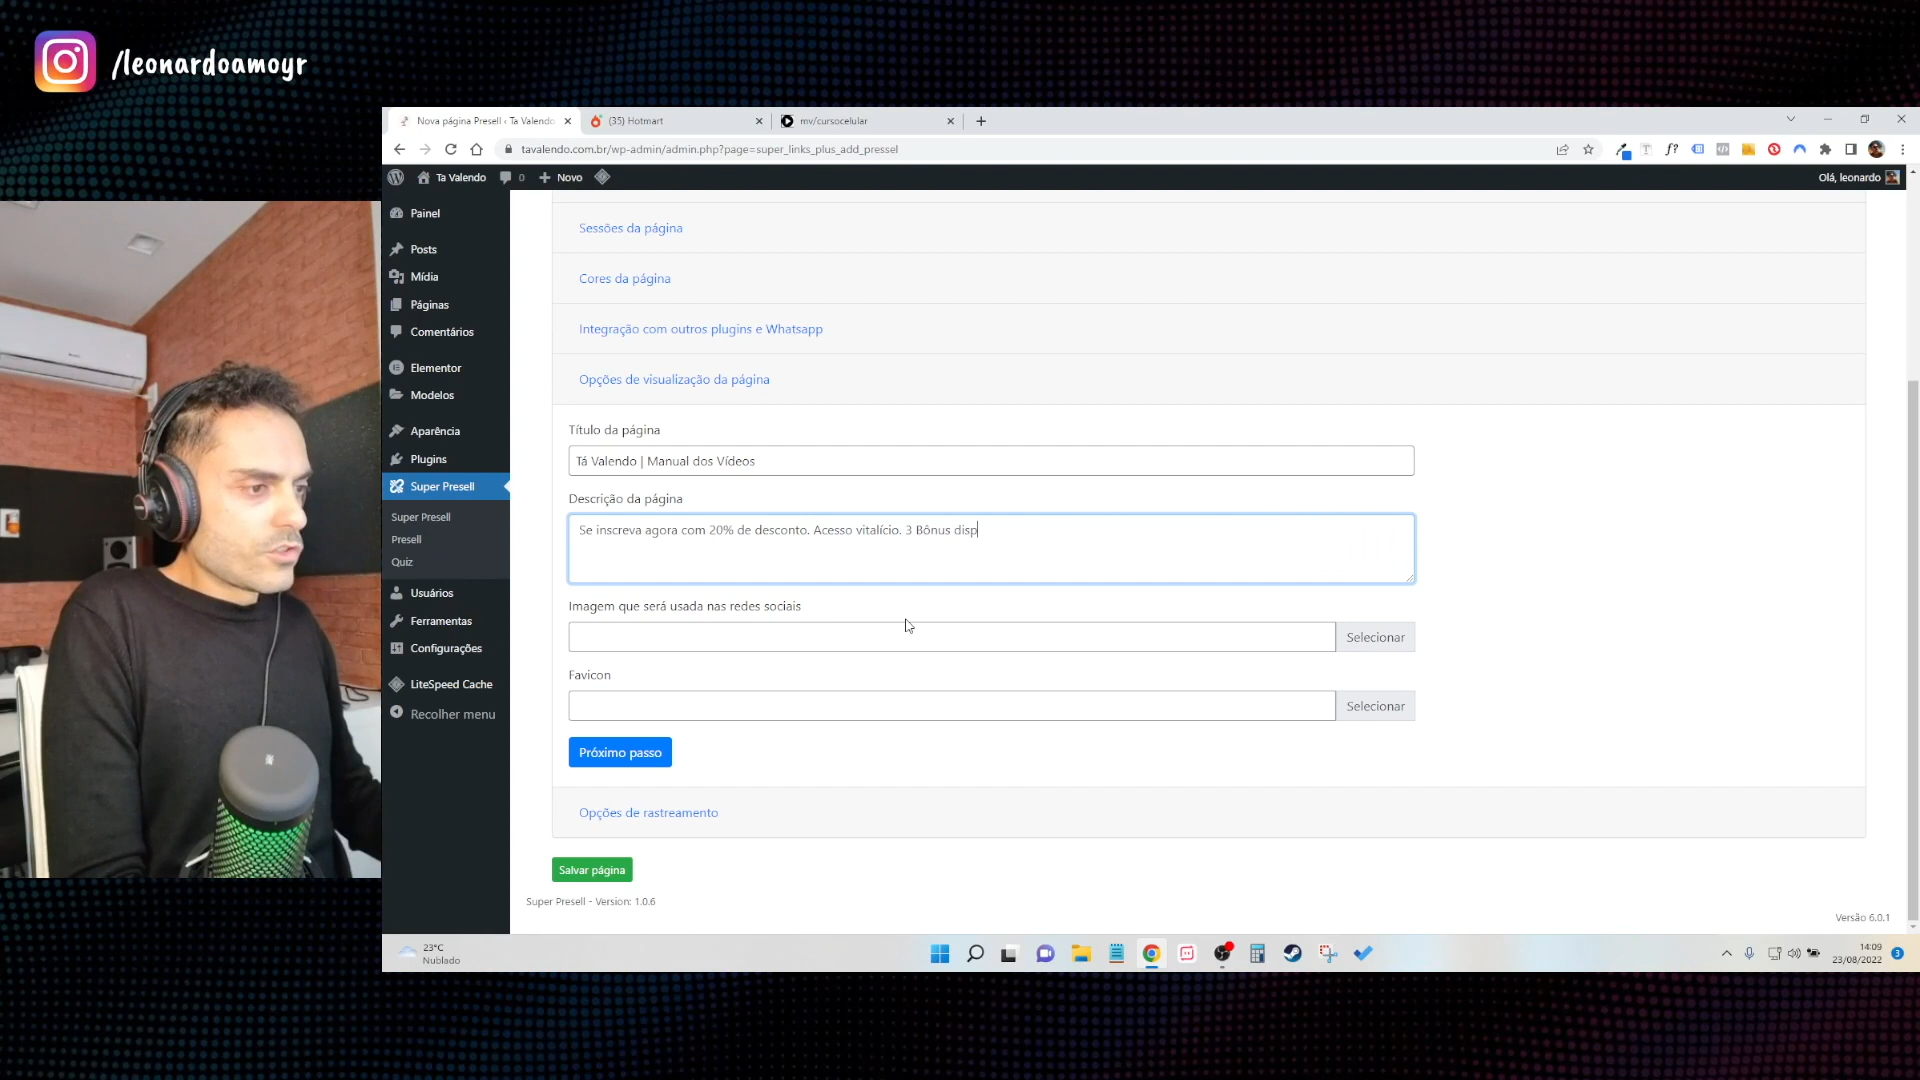 /leonardoamoyr
Nova página Presell ‹ Ta Valendo
(35) Hotmart
mv/cursocelular
tavalendo.com.br/wp-admin/admin.php?page=super_links_plus_add_pressel
Ta Valendo
0
Novo
Olá, leonardo
Painel
Posts
Mídia
Páginas
Comentários
Elementor
Modelos
Aparência
Plugins
Super Presell
Super Presell
Presell
Quiz
Usuários
Ferramentas
Configurações
LiteSpeed Cache
Recolher menu
Sessões da página
Cores da página
Integração com outros plugins e Whatsapp
Opções de visualização da página
Título da página
Tá Valendo | Manual dos Vídeos
Descrição da página
Se inscreva agora com 20% de desconto. Acesso vitalício. 3 Bônus disp
Imagem que será usada nas redes sociais
Selecionar
Favicon
Selecionar
Próximo passo
Opções de rastreamento
Salvar página
Super Presell - Version: 1.0.6
Versão 6.0.1
23°C
Nublado
14:09
23/08/2022
3